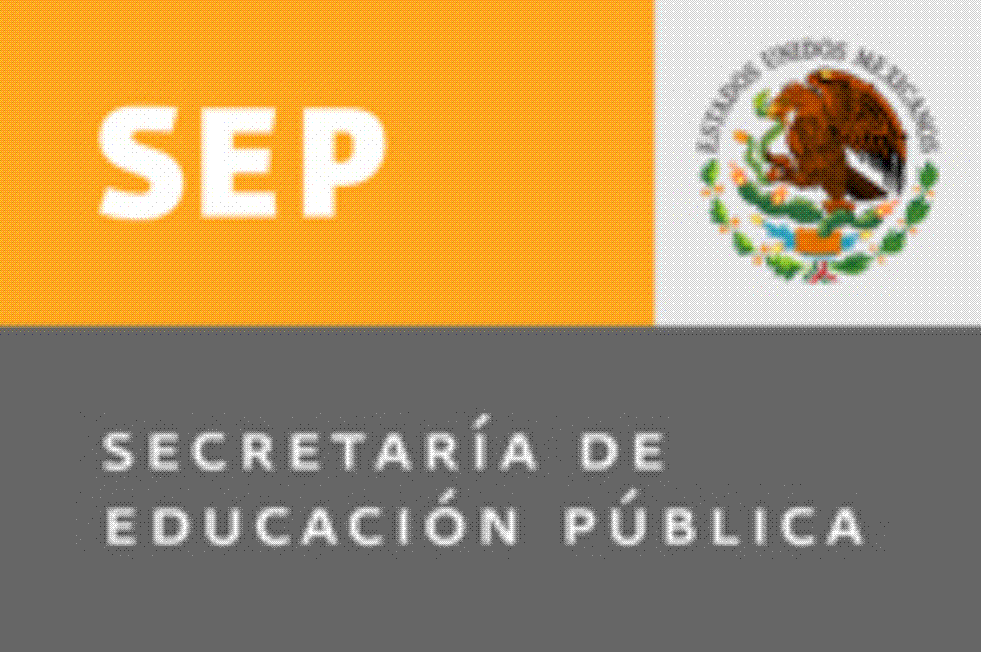 SEP
ESTADOS UNIDOS MEXICANOS
SECRETARÍA DE
EDUCACIÓN PÚBLICA